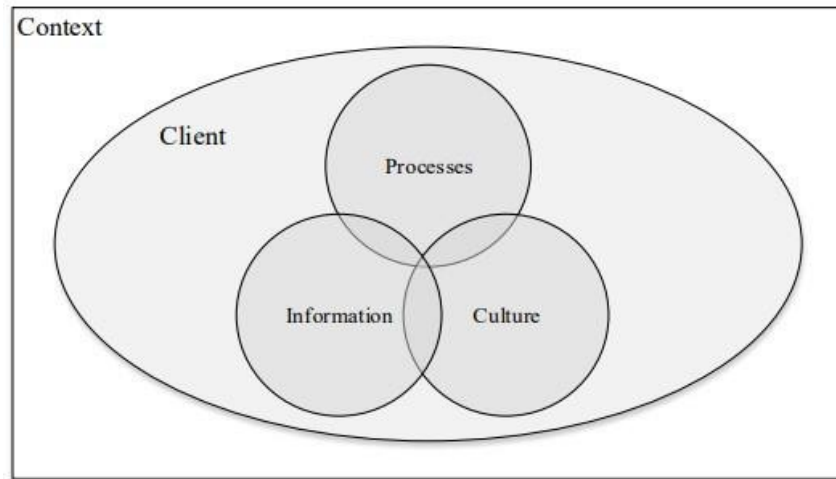 Context
Client
Processes
Information
Culture